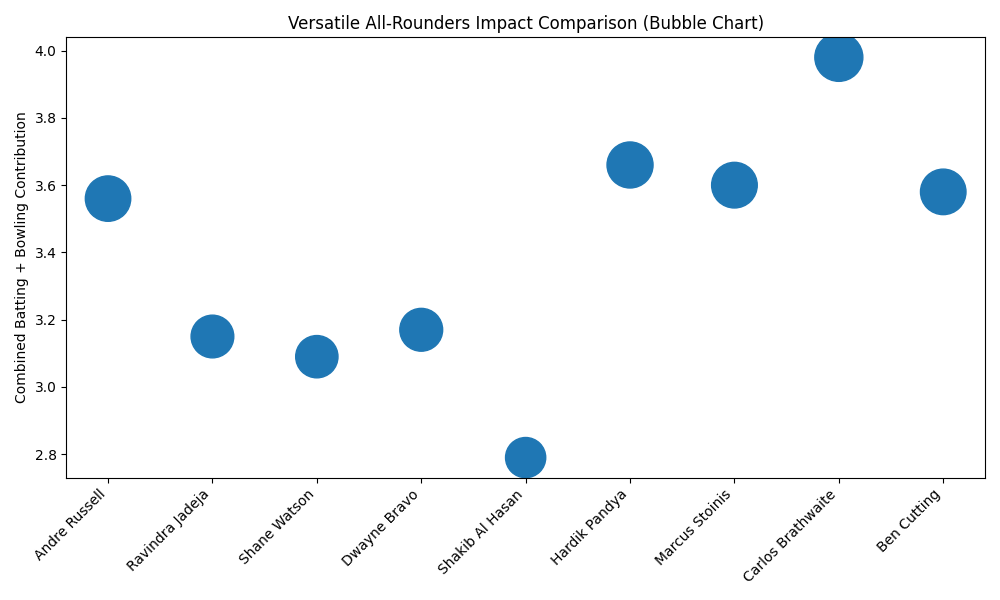 Versatile All-Rounders Impact Comparison (Bubble Chart)
Combined Batting + Bowling Contribution
4.0
3.8
3.6
3.4
3.2
3.0
2.8
Andre Russell
Ravindra Jadeja
Shane Watson
Dwayne Bravo
Shakib Al Hasan
Hardik Pandya
Marcus Stoinis
Carlos Brathwaite
Ben Cutting